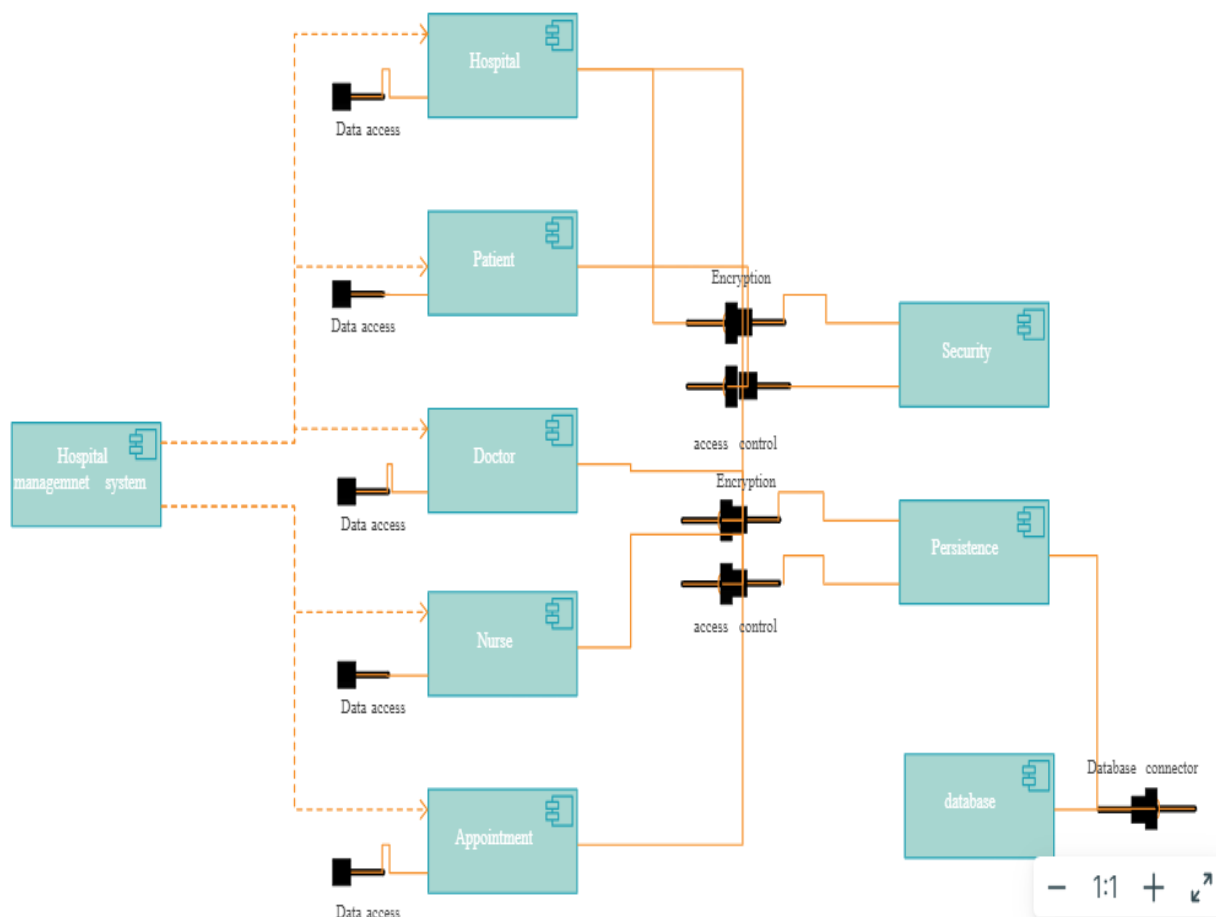 Hospital
Data access
Patient
Data access
Encryption
Security
access control
Doctor
Data access
Hospital
managemnet system
Encryption
Persistence
access control
Nurse
Data access
Database connector
database
Appointment
Data access
1:1